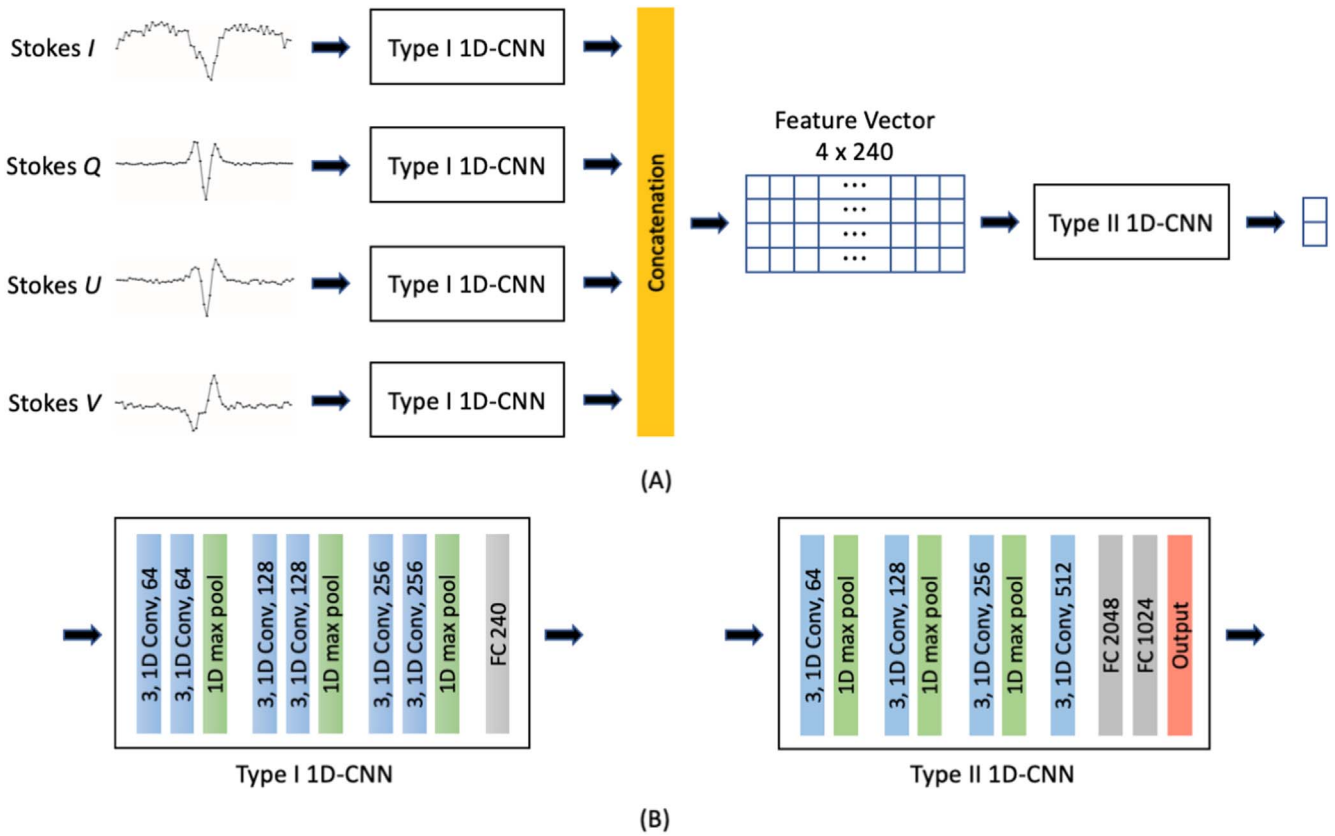 Stokes I
Type I 1D-CNN
Stokes Q
Type I 1D-CNN
Stokes U
Type I 1D-CNN
Stokes V
Type I 1D-CNN
Concatenation
Feature Vector
4 x 240
...
...
...
...
Type II 1D-CNN
(A)
3, 1D Conv, 64
3, 1D Conv, 64
1D max pool
3, 1D Conv, 128
3, 1D Conv, 128
1D max pool
3, 1D Conv, 256
3, 1D Conv, 256
1D max pool
FC 240
Type I 1D-CNN
3, 1D Conv, 64
1D max pool
3, 1D Conv, 128
1D max pool
3, 1D Conv, 256
1D max pool
3, 1D Conv, 512
FC 2048
FC 1024
Output
Type II 1D-CNN
(B)